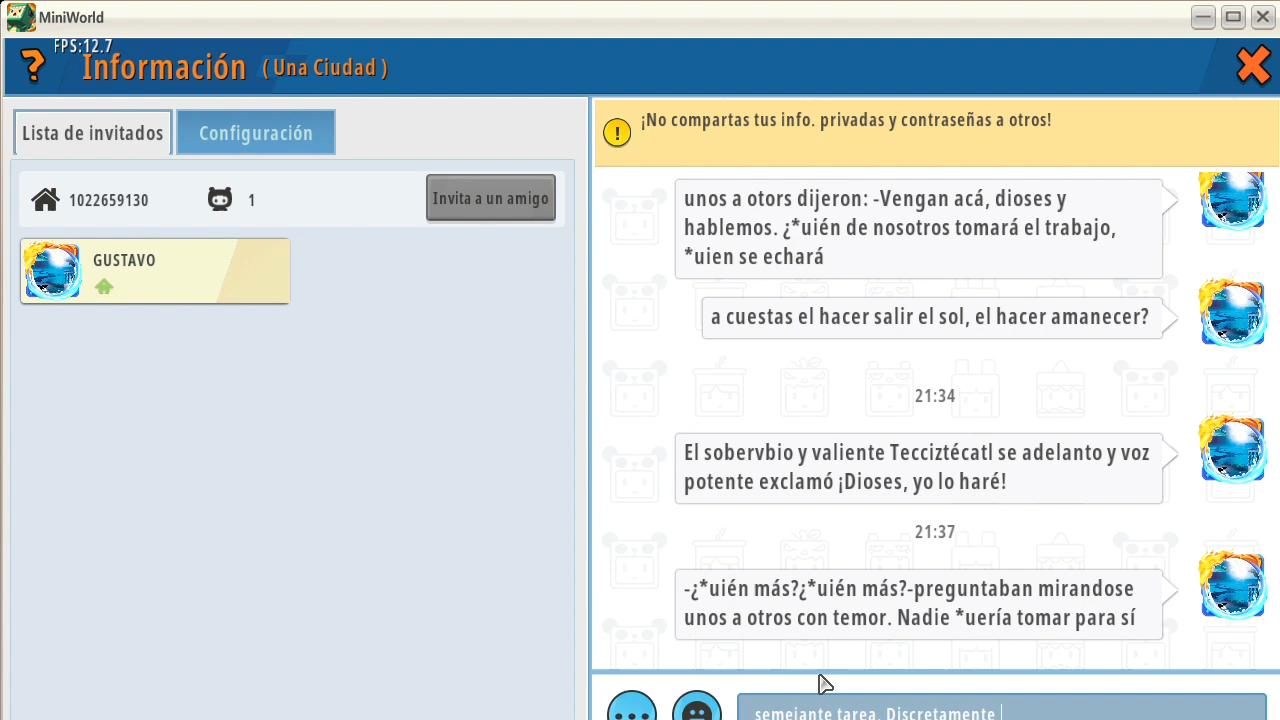 MiniWorld
FPS:12.7
Información ( Una Ciudad )
Lista de invitados
Configuración
1022659130
1
Invita a un amigo
GUSTAVO
¡No compartas tus info. privadas y contraseñas a otros!
unos a otors dijeron: -Vengan acá, dioses y
hablemos. ¿*uién de nosotros tomará el trabajo,
*uien se echará
a cuestas el hacer salir el sol, el hacer amanecer?
21:34
El sobervbio y valiente Tecciztécatl se adelanto y voz
potente exclamó ¡Dioses, yo lo haré!
21:37
-¿*uién más?¿*uién más?-preguntaban mirandose
unos a otros con temor. Nadie *uería tomar para sí
semejante tarea. Discretamente